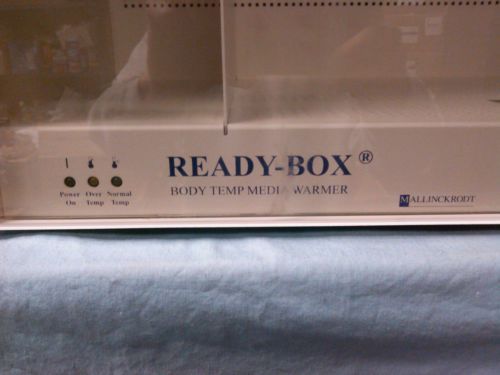 READY-BOX®
BODY TEMP MEDIA WARMER
Power On
Over Temp
Normal Temp
MALLINCKRODT